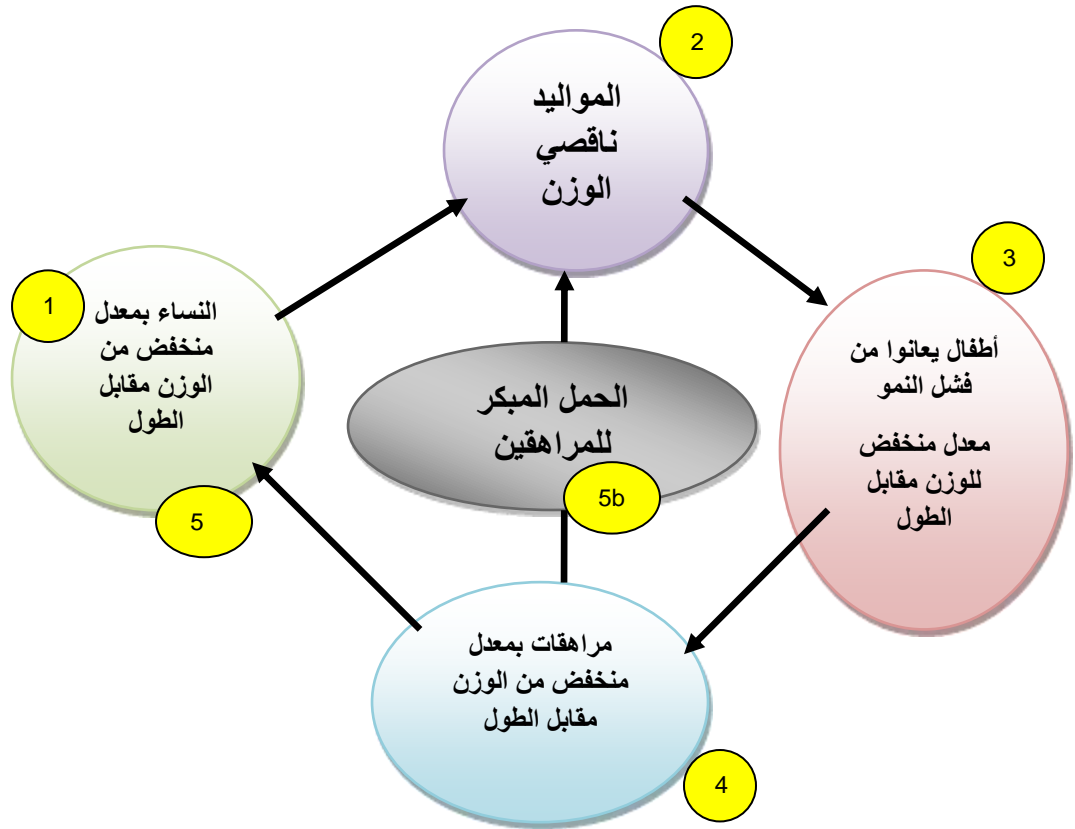 2
المواليد
ناقصي
الوزن
3
1
النساء بمعدل
منخفض من
الوزن مقابل
الطول
أطفال يعانوا من
فشل النمو
معدل منخفض
للوزن مقابل
الطول
الحمل المبكر
للمراهقين
5b
5
مراهقات بمعدل
منخفض من الوزن
مقابل الطول
4